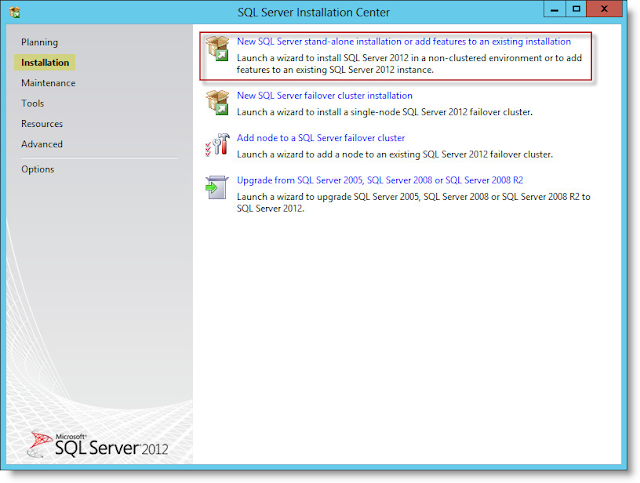 SQL Server Installation Center
Planning
Installation
Maintenance
Tools
Resources
Advanced
Options
New SQL Server stand-alone installation or add features to an existing installation
Launch a wizard to install SQL Server 2012 in a non-clustered environment or to add
features to an existing SQL Server 2012 instance.
New SQL Server failover cluster installation
Launch a wizard to install a single-node SQL Server 2012 failover cluster.
Add node to a SQL Server failover cluster
Launch a wizard to add a node to an existing SQL Server 2012 failover cluster.
Upgrade from SQL Server 2005, SQL Server 2008 or SQL Server 2008 R2
Launch a wizard to upgrade SQL Server 2005, SQL Server 2008 or SQL Server 2008 R2 to
SQL Server 2012.
Microsoft®
SQL Server 2012